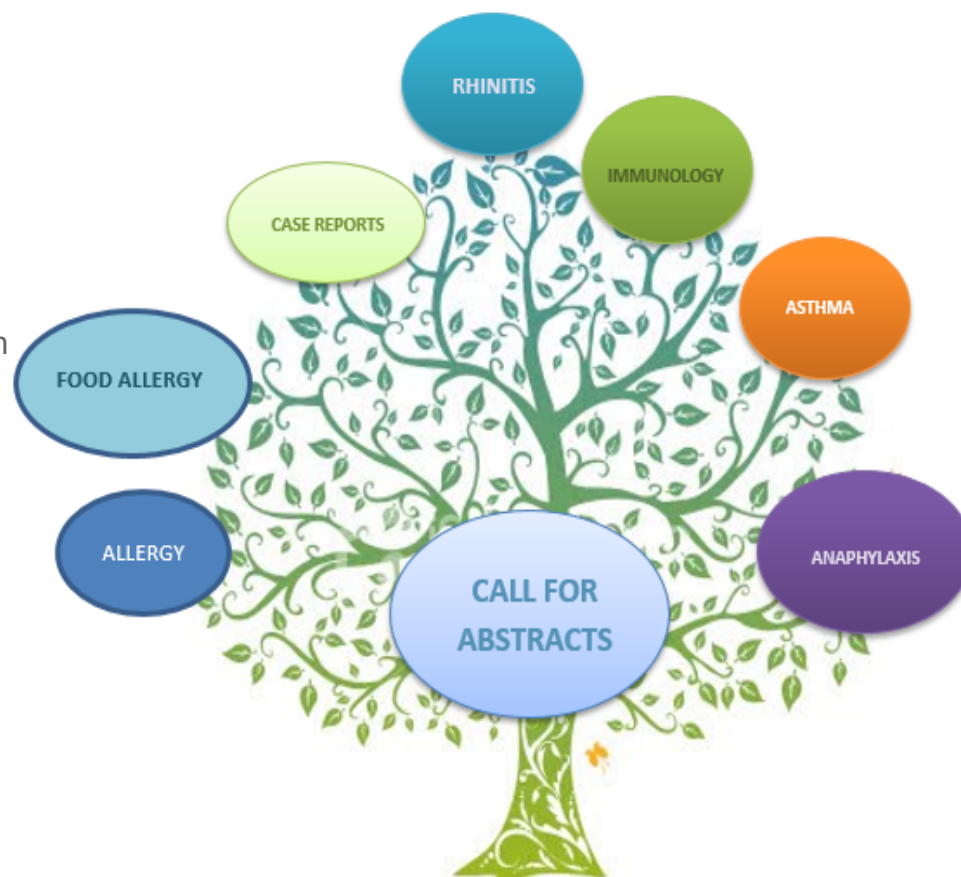 RHINITIS
IMMUNOLOGY
CASE REPORTS
ASTHMA
FOOD ALLERGY
ALLERGY
ANAPHYLAXIS
CALL FOR
ABSTRACTS